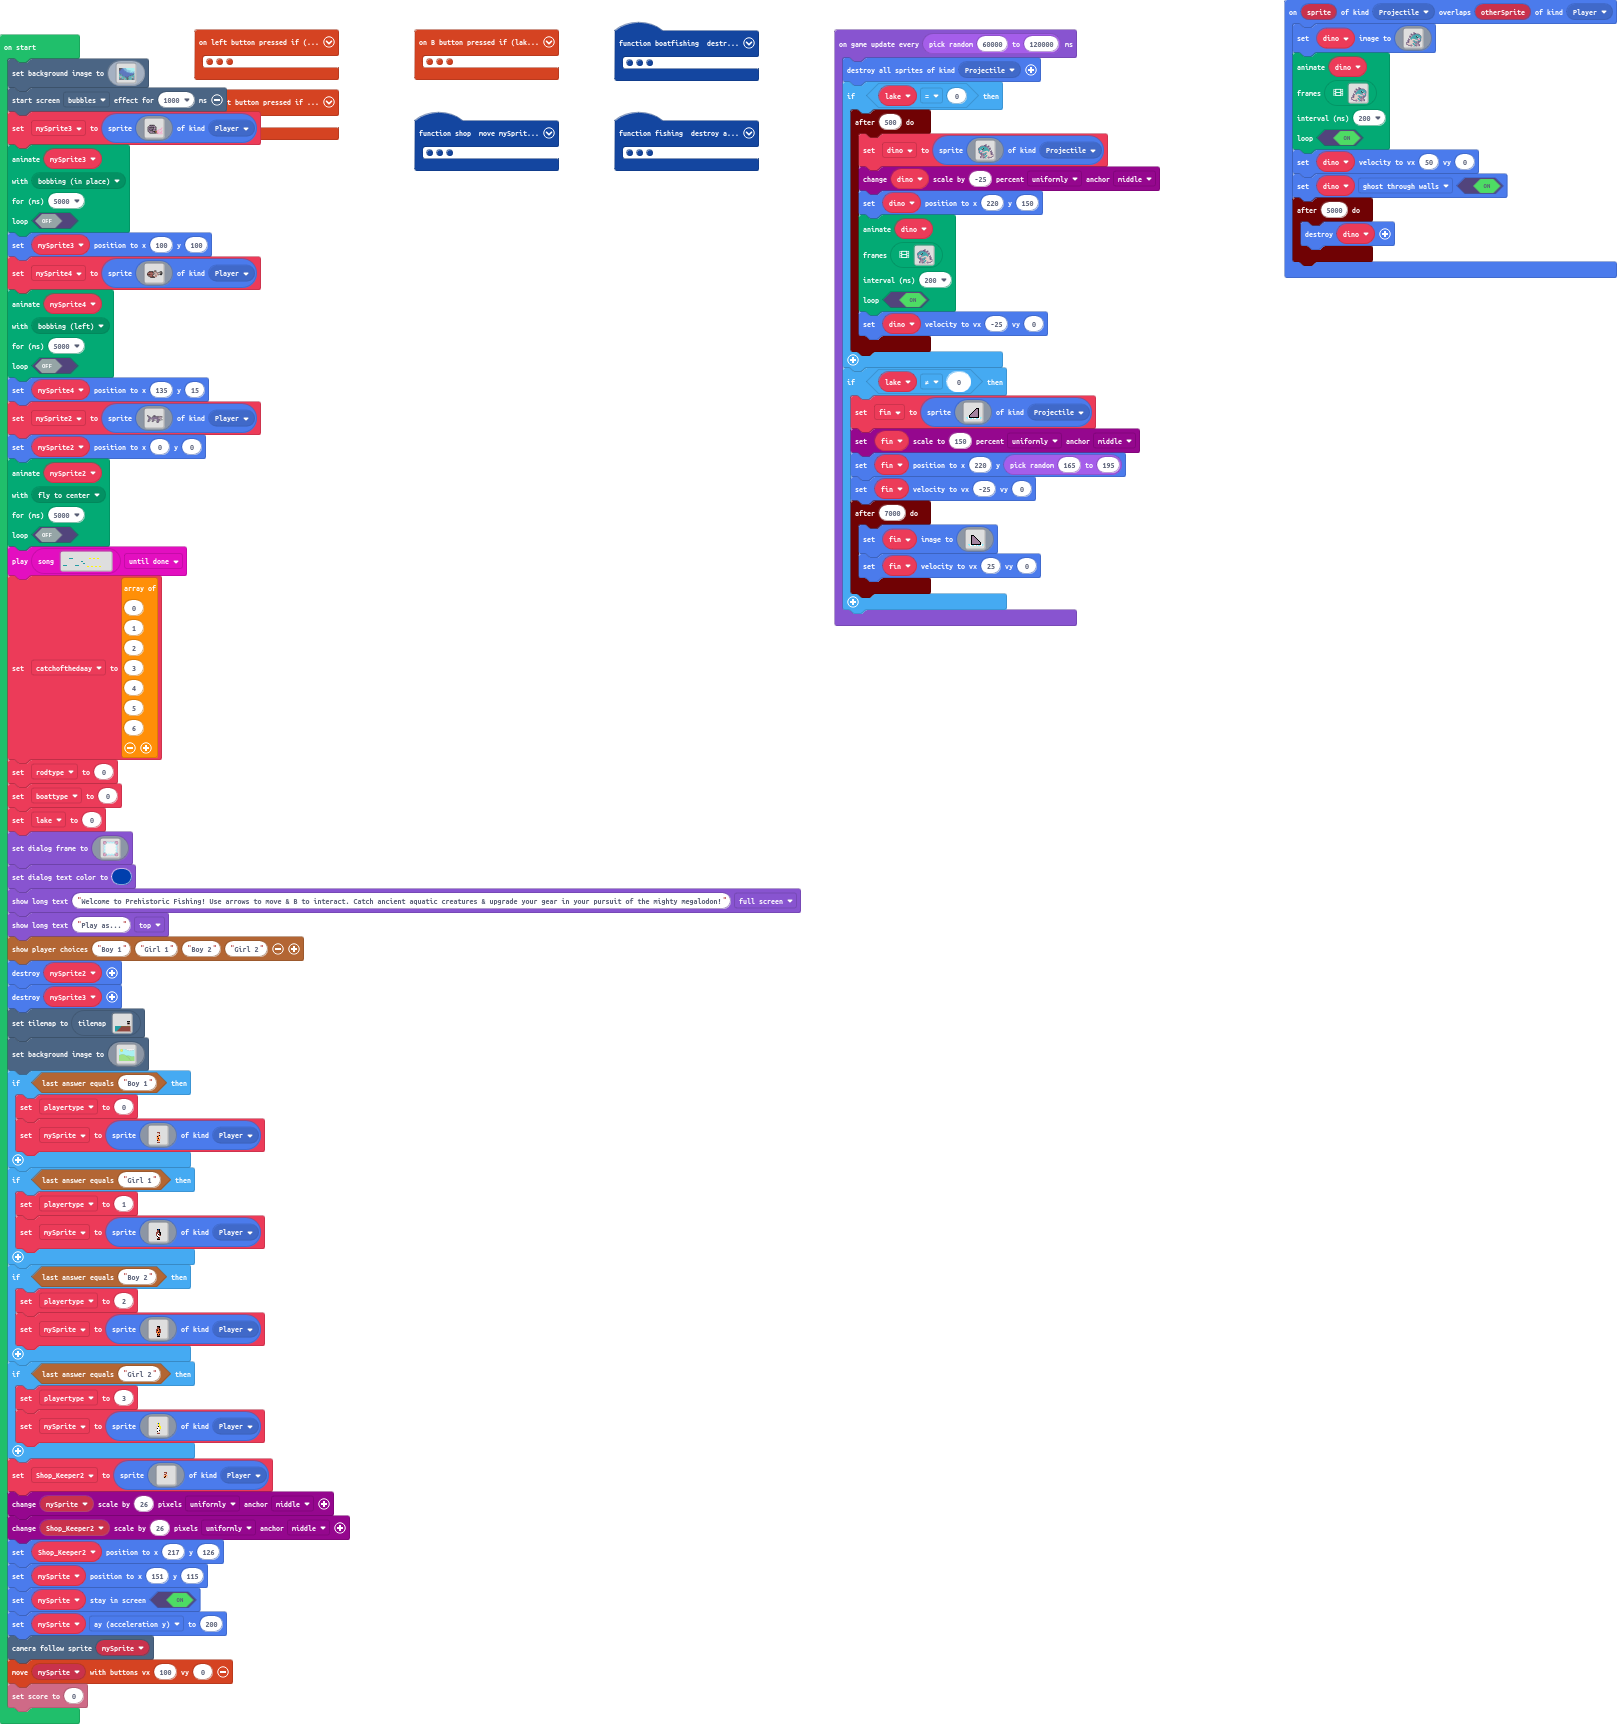 on start
set background image to
start screen bubbles effect for 1000 ms
set mySprite3 to sprite of kind Player
animate mySprite3
with bobbing (in place)
for (ms) 5000
loop OFF
set mySprite3 position to x 100 y 100
set mySprite4 to sprite of kind Player
animate mySprite4
with bobbing (left)
for (ms) 5000
loop OFF
set mySprite4 position to x 135 y 15
set mySprite2 to sprite of kind Player
set mySprite2 position to x 0 y 0
animate mySprite2
with fly to center
for (ms) 5000
loop OFF
play song until done
array of
0
1
2
set catchofthedaay to 3
4
5
6
set rodtype to 0
set boattype to 0
set lake to 0
set dialog frame to
set dialog text color to
show long text "Welcome to Prehistoric Fishing! Use arrows to move & B to interact. Catch ancient aquatic creatures & upgrade your gear in your pursuit of the mighty megalodon!" full screen
show long text "Play as..." top
show player choices "Boy 1" "Girl 1" "Boy 2" "Girl 2"
destroy mySprite2
destroy mySprite3
set tilemap to tilemap
set background image to
if last answer equals "Boy 1" then
set playertype to 0
set mySprite to sprite of kind Player
if last answer equals "Girl 1" then
set playertype to 1
set mySprite to sprite of kind Player
if last answer equals "Boy 2" then
set playertype to 2
set mySprite to sprite of kind Player
if last answer equals "Girl 2" then
set playertype to 3
set mySprite to sprite of kind Player
set Shop_Keeper2 to sprite of kind Player
change mySprite scale by 26 pixels uniformly anchor middle
change Shop_Keeper2 scale by 26 pixels uniformly anchor middle
set Shop_Keeper2 position to x 217 y 126
set mySprite position to x 151 y 115
set mySprite stay in screen ON
set mySprite ay (acceleration y) to 200
camera follow sprite mySprite
move mySprite with buttons vx 100 vy 0
set score to 0
on left button pressed if (...
t button pressed if ...
on B button pressed if (lak...
function shop move mySprit...
function boatfishing destr...
function fishing destroy a...
on game update every pick random 60000 to 120000 ms
destroy all sprites of kind Projectile
if lake = 0 then
after 500 do
set dino to sprite of kind Projectile
change dino scale by -25 percent uniformly anchor middle
set dino position to x 220 y 150
animate dino
frames
interval (ms) 200
loop ON
set dino velocity to vx -25 vy 0
if lake ≠ 0 then
set fin to sprite of kind Projectile
set fin scale to 150 percent uniformly anchor middle
set fin position to x 220 y pick random 165 to 195
set fin velocity to vx -25 vy 0
after 7000 do
set fin image to
set fin velocity to vx 25 vy 0
on sprite of kind Projectile overlaps otherSprite of kind Player
set dino image to
animate dino
frames
interval (ms) 200
loop ON
set dino velocity to vx 50 vy 0
set dino ghost through walls ON
after 5000 do
destroy dino